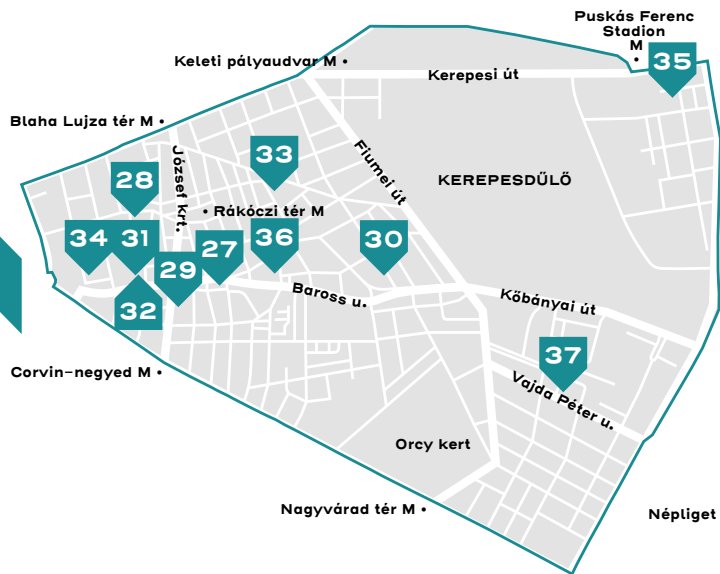 Puskás Ferenc
Stadion
M
35
Keleti pályaudvar M
Kerepesi út
Blaha Lujza tér M
József krt.
33
Fiumei út
KEREPESDŰLŐ
28
Rákóczi tér M
34
31
29
27
36
30
32
Baross u.
Kőbányai út
37
Vajda Péter u.
Corvin-negyed M
Orcy kert
Nagyvárad tér M
Népliget